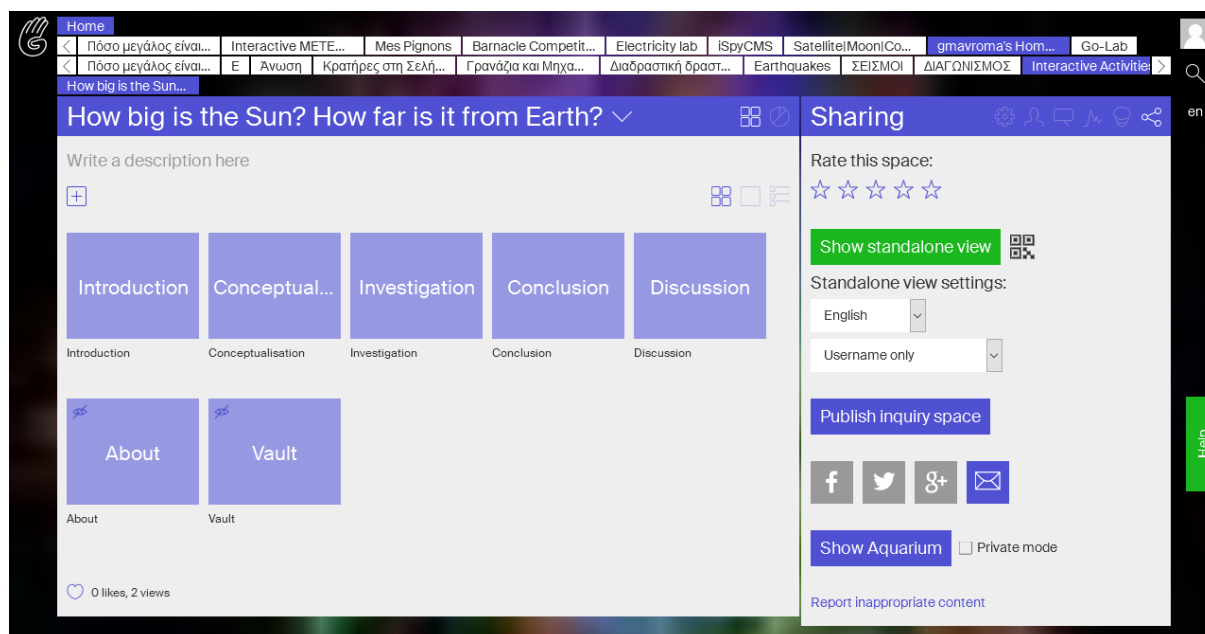 Home
Πόσο μεγάλος είναι... Interactive METE... Mes Pignons Barnacle Competit... Electricity lab iSpyCMS Satellite|Moon|Co... gmavroma's Hom... Go-Lab
Πόσο μεγάλος είναι... E Άνωση Κρατήρες στη Σελή... Γρανάζια και Μηχα... Διαδραστική δραστ... Earthquakes ΣΕΙΣΜΟΙ ΔΙΑΓΩΝΙΣΜΟΣ Interactive Activities
How big is the Sun...
How big is the Sun? How far is it from Earth?
Sharing
en
Write a description here
Rate this space:
Show standalone view
Standalone view settings:
English
Username only
Introduction Conceptual... Investigation Conclusion Discussion
Introduction Conceptualisation Investigation Conclusion Discussion
Publish inquiry space
Help
About Vault
About Vault
f g+
Show Aquarium Private mode
0 likes, 2 views
Report inappropriate content